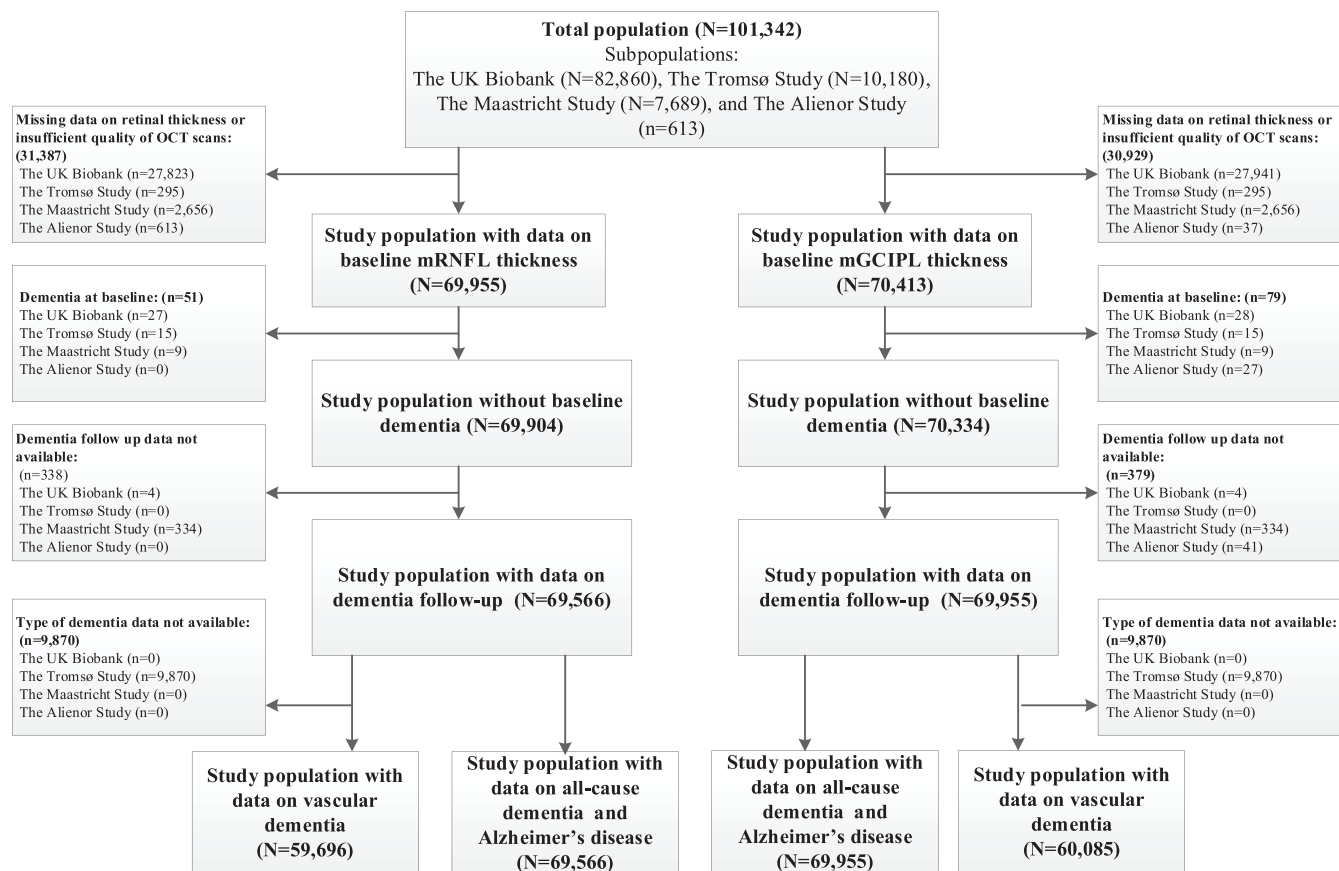 Total population (N=101,342)
Subpopulations:
The UK Biobank (N=82,860), The Tromsø Study (N=10,180),
The Maastricht Study (N=7,689), and The Alienor Study
(n=613)
Missing data on retinal thickness or
insufficient quality of OCT scans:
(31,387)
The UK Biobank (n=27,823)
The Tromsø Study (n=295)
The Maastricht Study (n=2,656)
The Alienor Study (n=613)
Missing data on retinal thickness or
insufficient quality of OCT scans:
(30,929)
The UK Biobank (n=27,941)
The Tromsø Study (n=295)
The Maastricht Study (n=2,656)
The Alienor Study (n=37)
Study population with data on
baseline mRNFL thickness
(N=69,955)
Study population with data on
baseline mGCIPL thickness
(N=70,413)
Dementia at baseline: (n=51)
The UK Biobank (n=27)
The Tromsø Study (n=15)
The Maastricht Study (n=9)
The Alienor Study (n=0)
Dementia at baseline: (n=79)
The UK Biobank (n=28)
The Tromsø Study (n=15)
The Maastricht Study (n=9)
The Alienor Study (n=27)
Study population without baseline
dementia (N=69,904)
Study population without baseline
dementia (N=70,334)
Dementia follow up data not
available:
(n=338)
The UK Biobank (n=4)
The Tromsø Study (n=0)
The Maastricht Study (n=334)
The Alienor Study (n=0)
Dementia follow up data not
available:
(n=379)
The UK Biobank (n=4)
The Tromsø Study (n=0)
The Maastricht Study (n=334)
The Alienor Study (n=41)
Study population with data on
dementia follow-up (N=69,566)
Study population with data on
dementia follow-up (N=69,955)
Type of dementia data not available:
(n=9,870)
The UK Biobank (n=0)
The Tromsø Study (n=9,870)
The Maastricht Study (n=0)
The Alienor Study (n=0)
Type of dementia data not available:
(n=9,870)
The UK Biobank (n=0)
The Tromsø Study (n=9,870)
The Maastricht Study (n=0)
The Alienor Study (n=0)
Study population with
data on vascular
dementia
(N=59,696)
Study population with
data on all-cause
dementia and
Alzheimer's disease
(N=69,566)
Study population with
data on all-cause
dementia and
Alzheimer's disease
(N=69,955)
Study population with
data on vascular
dementia
(N=60,085)